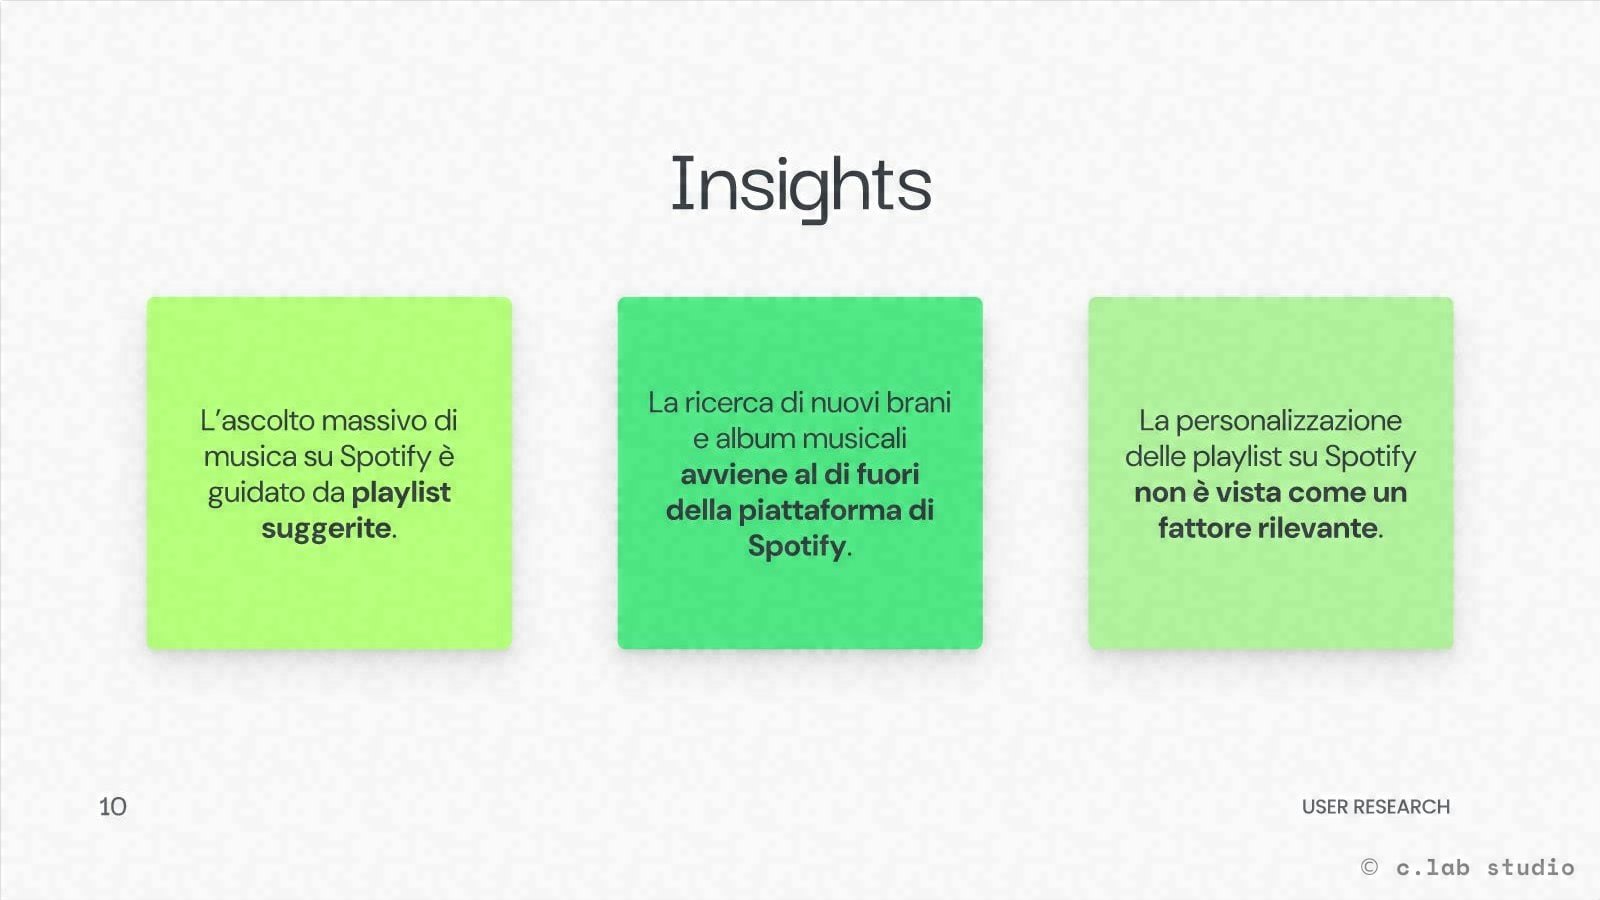 Insights
L'ascolto massivo di
musica su Spotify è
guidato da playlist
suggerite.
La ricerca di nuovi brani
e album musicali
avviene al di fuori
della piattaforma di
Spotify.
La personalizzazione
delle playlist su Spotify
non è vista come un
fattore rilevante.
10
USER RESEARCH
© c.lab studio